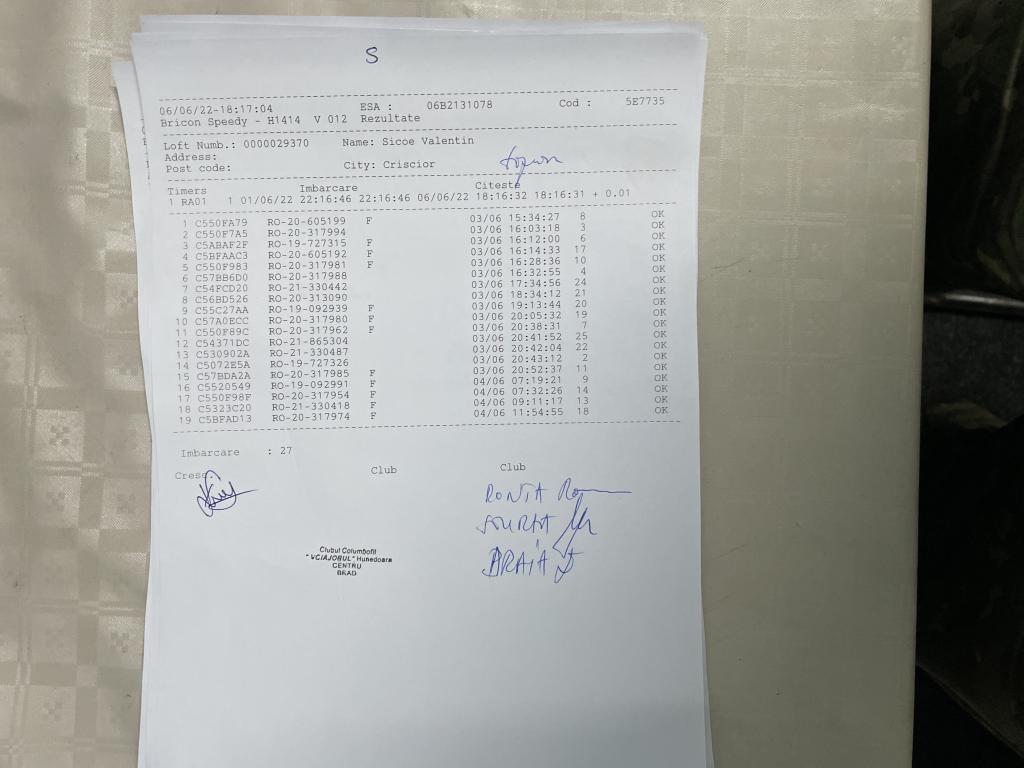 S
06/06/22-18:17:04 ESA : 06B2131078 Cod : 5E7735
Bricon Speedy - H1414 V 012 Rezultate
Loft Numb.: 0000029370 Name: Sicoe Valentin
Address:
Post code: City: Criscior
Timers Imbarcare Citeste
1 RA01 1 01/06/22 22:16:46 22:16:46 06/06/22 18:16:32 18:16:31 + 0.01
1 C550FA79 RO-20-605199 F 03/06 15:34:27 8 OK
2 C550F7A5 RO-20-317994 03/06 16:03:18 3 OK
3 C5ABAF2F RO-19-727315 F 03/06 16:12:00 6 OK
4 C5BFAAC3 RO-20-605192 F 03/06 16:14:33 17 OK
5 C550F983 RO-20-317981 F 03/06 16:28:36 10 OK
6 C57BB6D0 RO-20-317988 03/06 16:32:55 4 OK
7 C54FCD20 RO-21-330442 03/06 17:34:56 24 OK
8 C56BD526 RO-20-313090 03/06 18:34:12 21 OK
9 C55C27AA RO-19-092939 F 03/06 19:13:44 20 OK
10 C57A0ECC RO-20-317980 F 03/06 20:05:32 19 OK
11 C550F89C RO-20-317962 F 03/06 20:38:31 7 OK
12 C54371DC RO-21-865304 03/06 20:41:52 25 OK
13 C530902A RO-21-330487 03/06 20:42:04 22 OK
14 C5072E5A RO-19-727326 03/06 20:43:12 2 OK
15 C57BDA2A RO-20-317985 F 03/06 20:52:37 11 OK
16 C5520549 RO-19-092991 F 04/06 07:19:21 9 OK
17 C550F98F RO-20-317954 F 04/06 07:32:26 14 OK
18 C5323C20 RO-21-330418 F 04/06 09:11:17 13 OK
19 C5BFAD13 RO-20-317974 F 04/06 11:54:55 18 OK
Imbarcare : 27
Club Club
RONTA
BRAIA
Clubul Columbofil
"VCIAJORUL" Hunedoara
CENTRU
BRAD